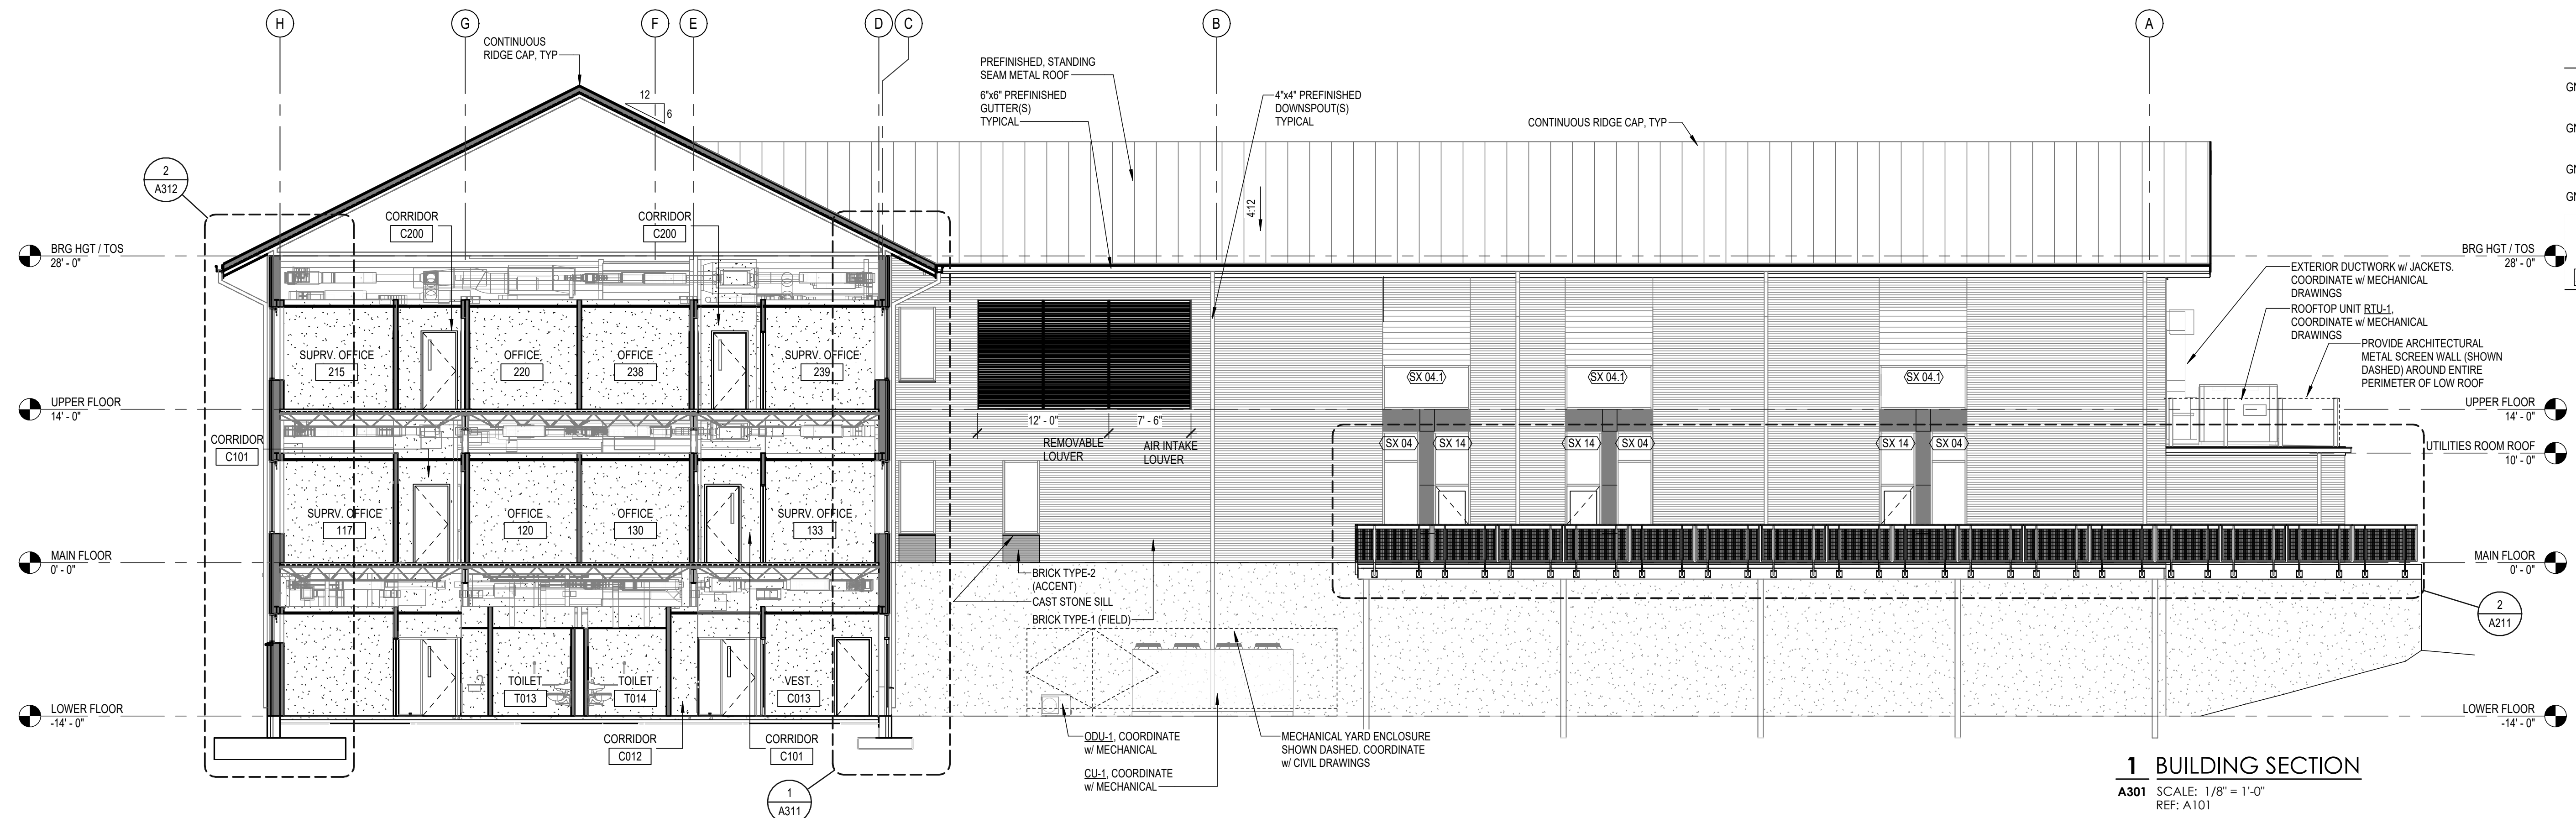 H
G
F
E
D
C
B
A
CONTINUOUS
RIDGE CAP, TYP
12
6
PREFINISHED, STANDING
SEAM METAL ROOF
6"x6" PREFINISHED
GUTTER(S)
TYPICAL
4"x4" PREFINISHED
DOWNSPOUT(S)
TYPICAL
CONTINUOUS RIDGE CAP, TYP
4:12
2
A312
CORRIDOR
C200
CORRIDOR
C200
BRG HGT / TOS
28' - 0"
BRG HGT / TOS
28' - 0"
EXTERIOR DUCTWORK w/ JACKETS.
COORDINATE w/ MECHANICAL
DRAWINGS
ROOFTOP UNIT RTU-1,
COORDINATE w/ MECHANICAL
DRAWINGS
PROVIDE ARCHITECTURAL
METAL SCREEN WALL (SHOWN
DASHED) AROUND ENTIRE
PERIMETER OF LOW ROOF
SUPRV. OFFICE
215
OFFICE
220
OFFICE
238
SUPRV. OFFICE
239
SX 04.1
SX 04.1
SX 04.1
UPPER FLOOR
14' - 0"
UPPER FLOOR
14' - 0"
12' - 0"
7' - 6"
REMOVABLE
LOUVER
AIR INTAKE
LOUVER
CORRIDOR
C101
SX 04
SX 14
SX 14
SX 04
SX 14
SX 04
UTILITIES ROOM ROOF
10' - 0"
SUPRV. OFFICE
117
OFFICE
120
OFFICE
130
SUPRV. OFFICE
133
MAIN FLOOR
0' - 0"
MAIN FLOOR
0' - 0"
BRICK TYPE-2
(ACCENT)
CAST STONE SILL
BRICK TYPE-1 (FIELD)
2
A211
TOILET
T013
TOILET
T014
VEST.
C013
LOWER FLOOR
-14' - 0"
LOWER FLOOR
-14' - 0"
CORRIDOR
C012
CORRIDOR
C101
ODU-1, COORDINATE
w/ MECHANICAL
CU-1, COORDINATE
w/ MECHANICAL
MECHANICAL YARD ENCLOSURE
SHOWN DASHED. COORDINATE
w/ CIVIL DRAWINGS
1
A311
1 BUILDING SECTION
A301 SCALE: 1/8" = 1'-0"
REF: A101